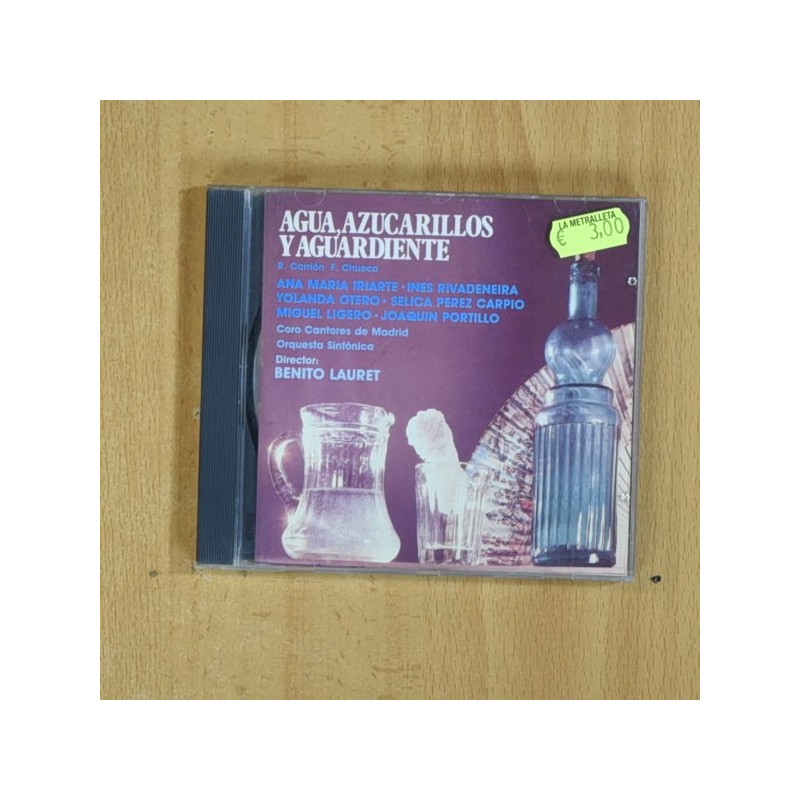 AGUA, AZUCARILLOS
Y AGUARDIENTE
R. Carrión F. Chueca
ANA MARIA IRIARTE · INES RIVADENEIRA
YOLANDA OTERO · SELICA PEREZ CARPIO
MIGUEL LIGERO · JOAQUIN PORTILLO
Coro Cantores de Madrid
Orquesta Sinfónica
Director:
BENITO LAURET
LA METRALLETA
€ 3,00